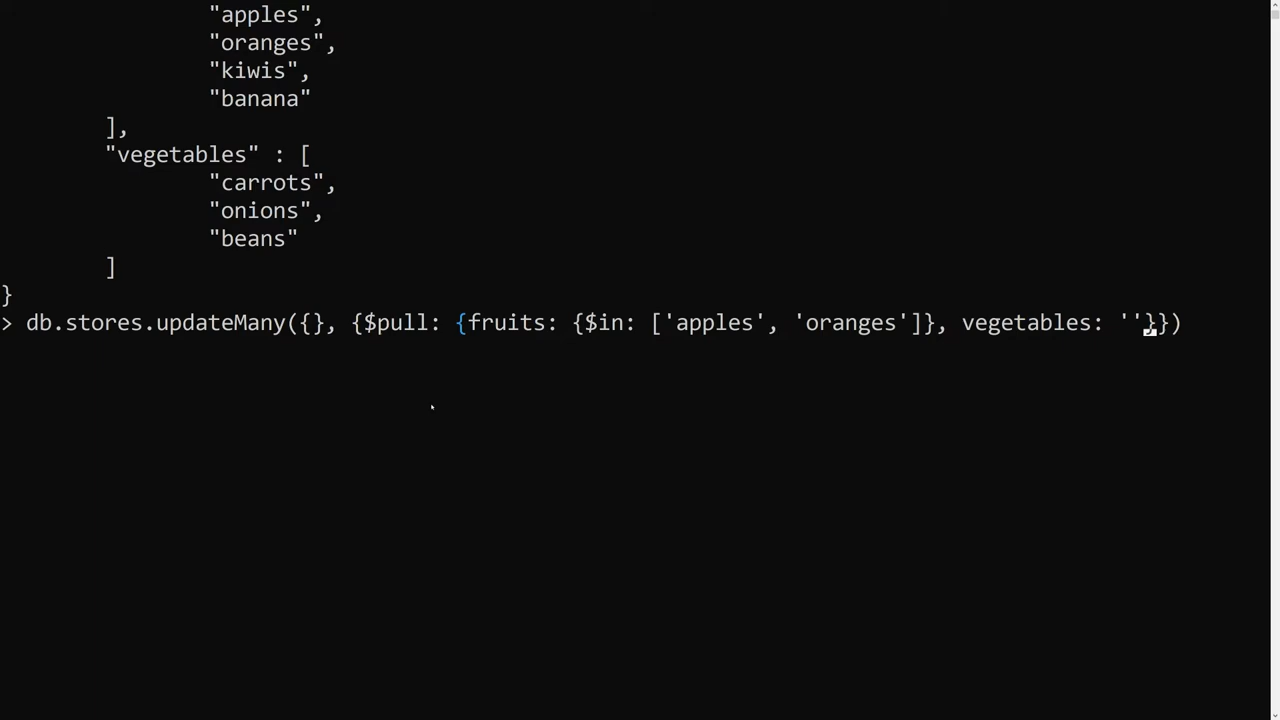 "apples",
"oranges",
"kiwis",
"banana"
],
"vegetables" : [
"carrots",
"onions",
"beans"
]
}
> db.stores.updateMany({}, {$pull: {fruits: {$in: ['apples', 'oranges']}, vegetables: ''}})